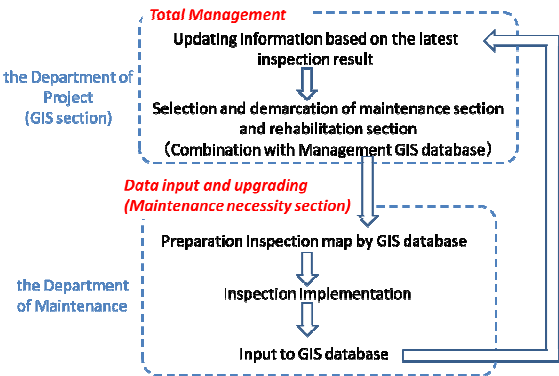 Total Management
Updating information based on the latest
inspection result
the Department of
Project
(GIS section)
Selection and demarcation of maintenance section
and rehabilitation section
(Combination with Management GIS database)
Data input and upgrading
(Maintenance necessity section)
Preparation Inspection map by GIS database
the Department
of Maintenance
Inspection Implementation
Input to GIS database